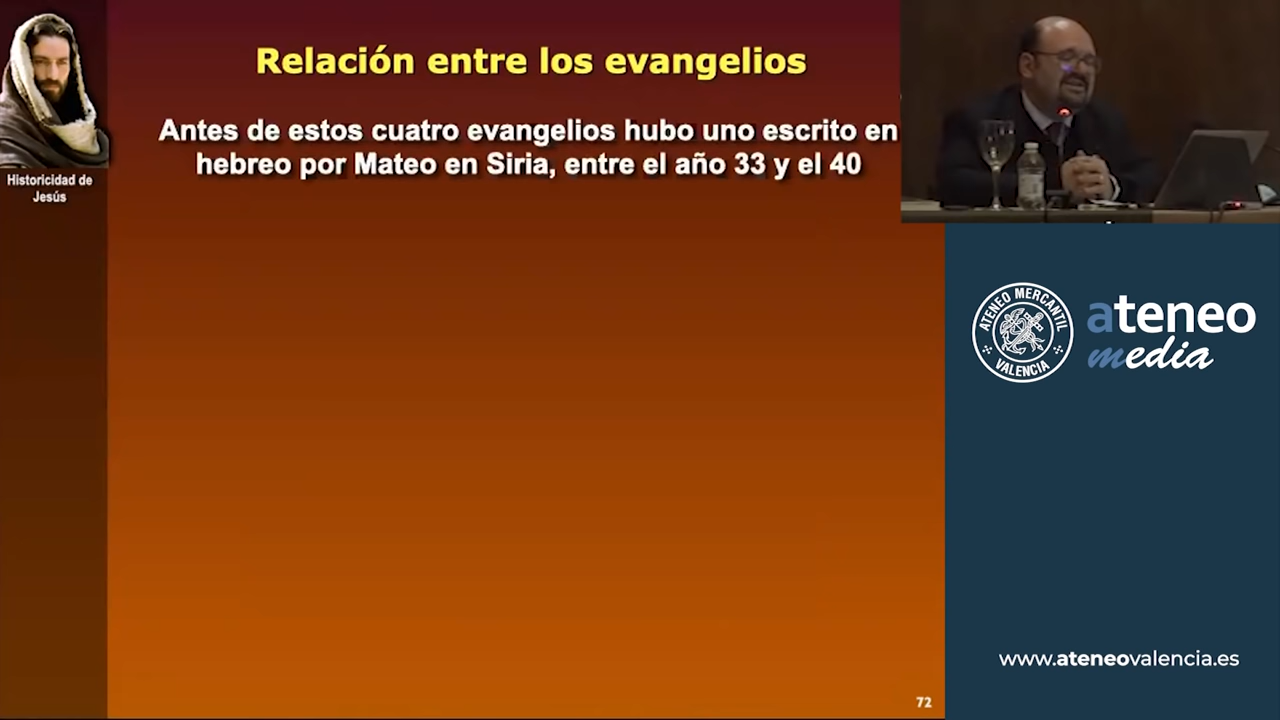 Relación entre los evangelios
Antes de estos cuatro evangelios hubo uno escrito en
hebreo por Mateo en Siria, entre el año 33 y el 40
Historicidad de
Jesús
ATENEO MERCANTIL
VALENCIA
ateneo
media
www.ateneovalencia.es
72